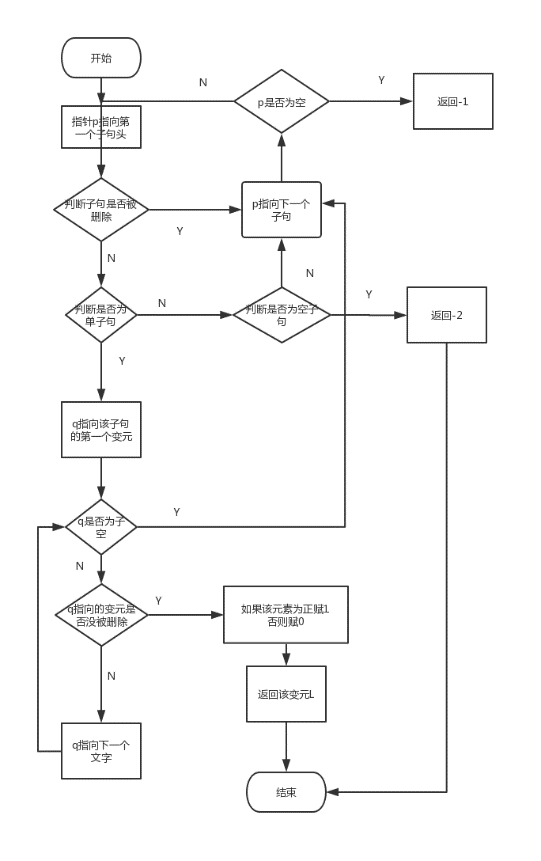 开始
N
p是否为空
Y
返回-1
指针p指向第
一个子句头
判断子句是否被
删除
Y
p指向下一个
子句
N
N
判断是否为
单子句
N
判断是否为空子
句
Y
返回-2
Y
q指向该子句
的第一个变元
q是否为子
空
Y
N
q指向的变元是
否没被删除
Y
如果该元素为正赋1
否则赋0
N
返回该变元L
q指向下一个
文字
结束